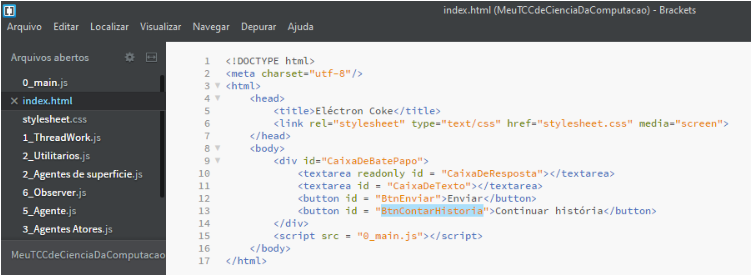 index.html (MeuTCCdeCienciaDaComputacao) - Brackets
Arquivo Editar Localizar Visualizar Navegar Depurar Ajuda
Arquivos abertos
0_main.js
index.html
stylesheet.css
1_ThreadWork.js
2_Utilitarios.js
2_Agentes de superficie.js
6_Observer.js
5_Agente.js
3_Agentes Atores.js
MeuTCCdeCienciaDaComputacao
1 <!DOCTYPE html>
2 <meta charset="utf-8"/>
3 <html>
4 <head>
5 <title>Eléctron Coke</title>
6 <link rel="stylesheet" type="text/css" href="stylesheet.css" media="screen">
7 </head>
8 <body>
9 <div id="CaixaDeBatePapo">
10 <textarea readonly id = "CaixaDeResposta"></textarea>
11 <textarea id = "CaixaDeTexto"></textarea>
12 <button id = "BtnEnviar">Enviar</button>
13 <button id = "BtnContarHistoria">Continuar história</button>
14 </div>
15 <script src = "0_main.js"></script>
16 </body>
17 </html>